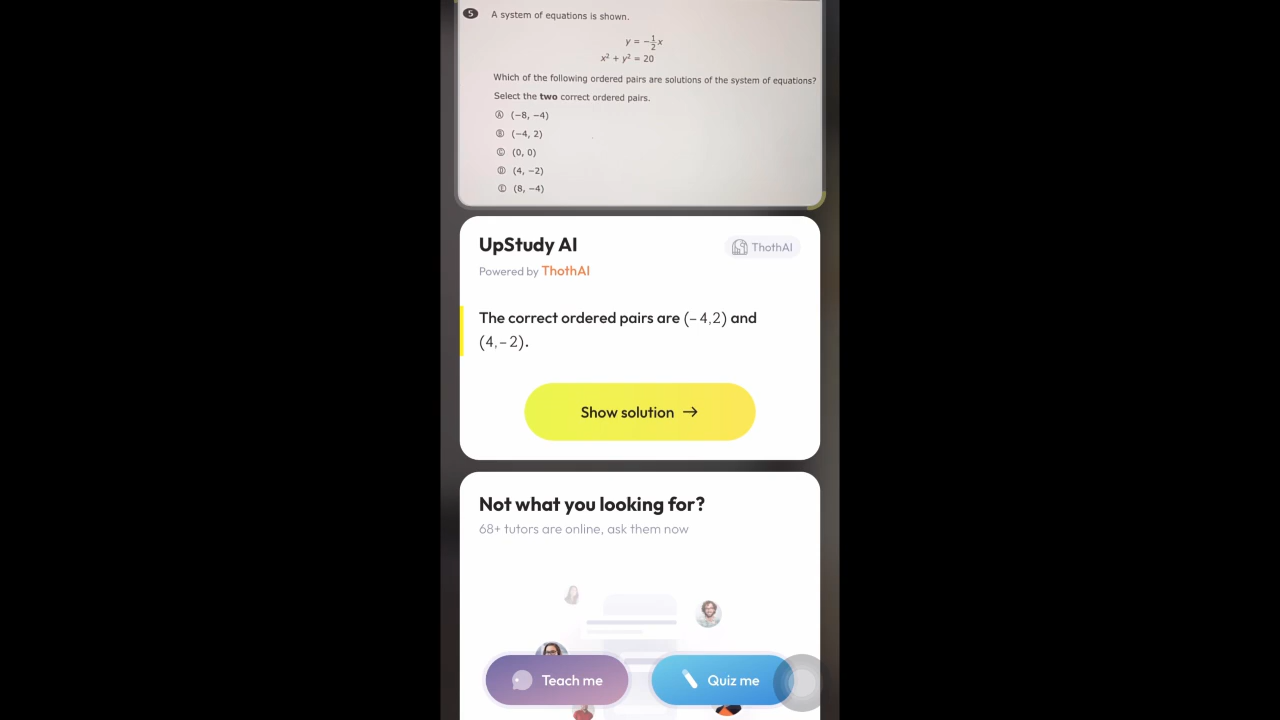 5 A system of equations is shown.
y = -\frac{1}{2}x
x² + y² = 20
Which of the following ordered pairs are solutions of the system of equations?
Select the two correct ordered pairs.
Ⓐ (−8, −4)
Ⓑ (−4, 2)
Ⓒ (0, 0)
Ⓓ (4, −2)
Ⓔ (8, −4)
UpStudy AI
ThothAI
Powered by ThothAI
The correct ordered pairs are (−4,2) and
(4,−2).
Show solution →
Not what you looking for?
68+ tutors are online, ask them now
Teach me
Quiz me